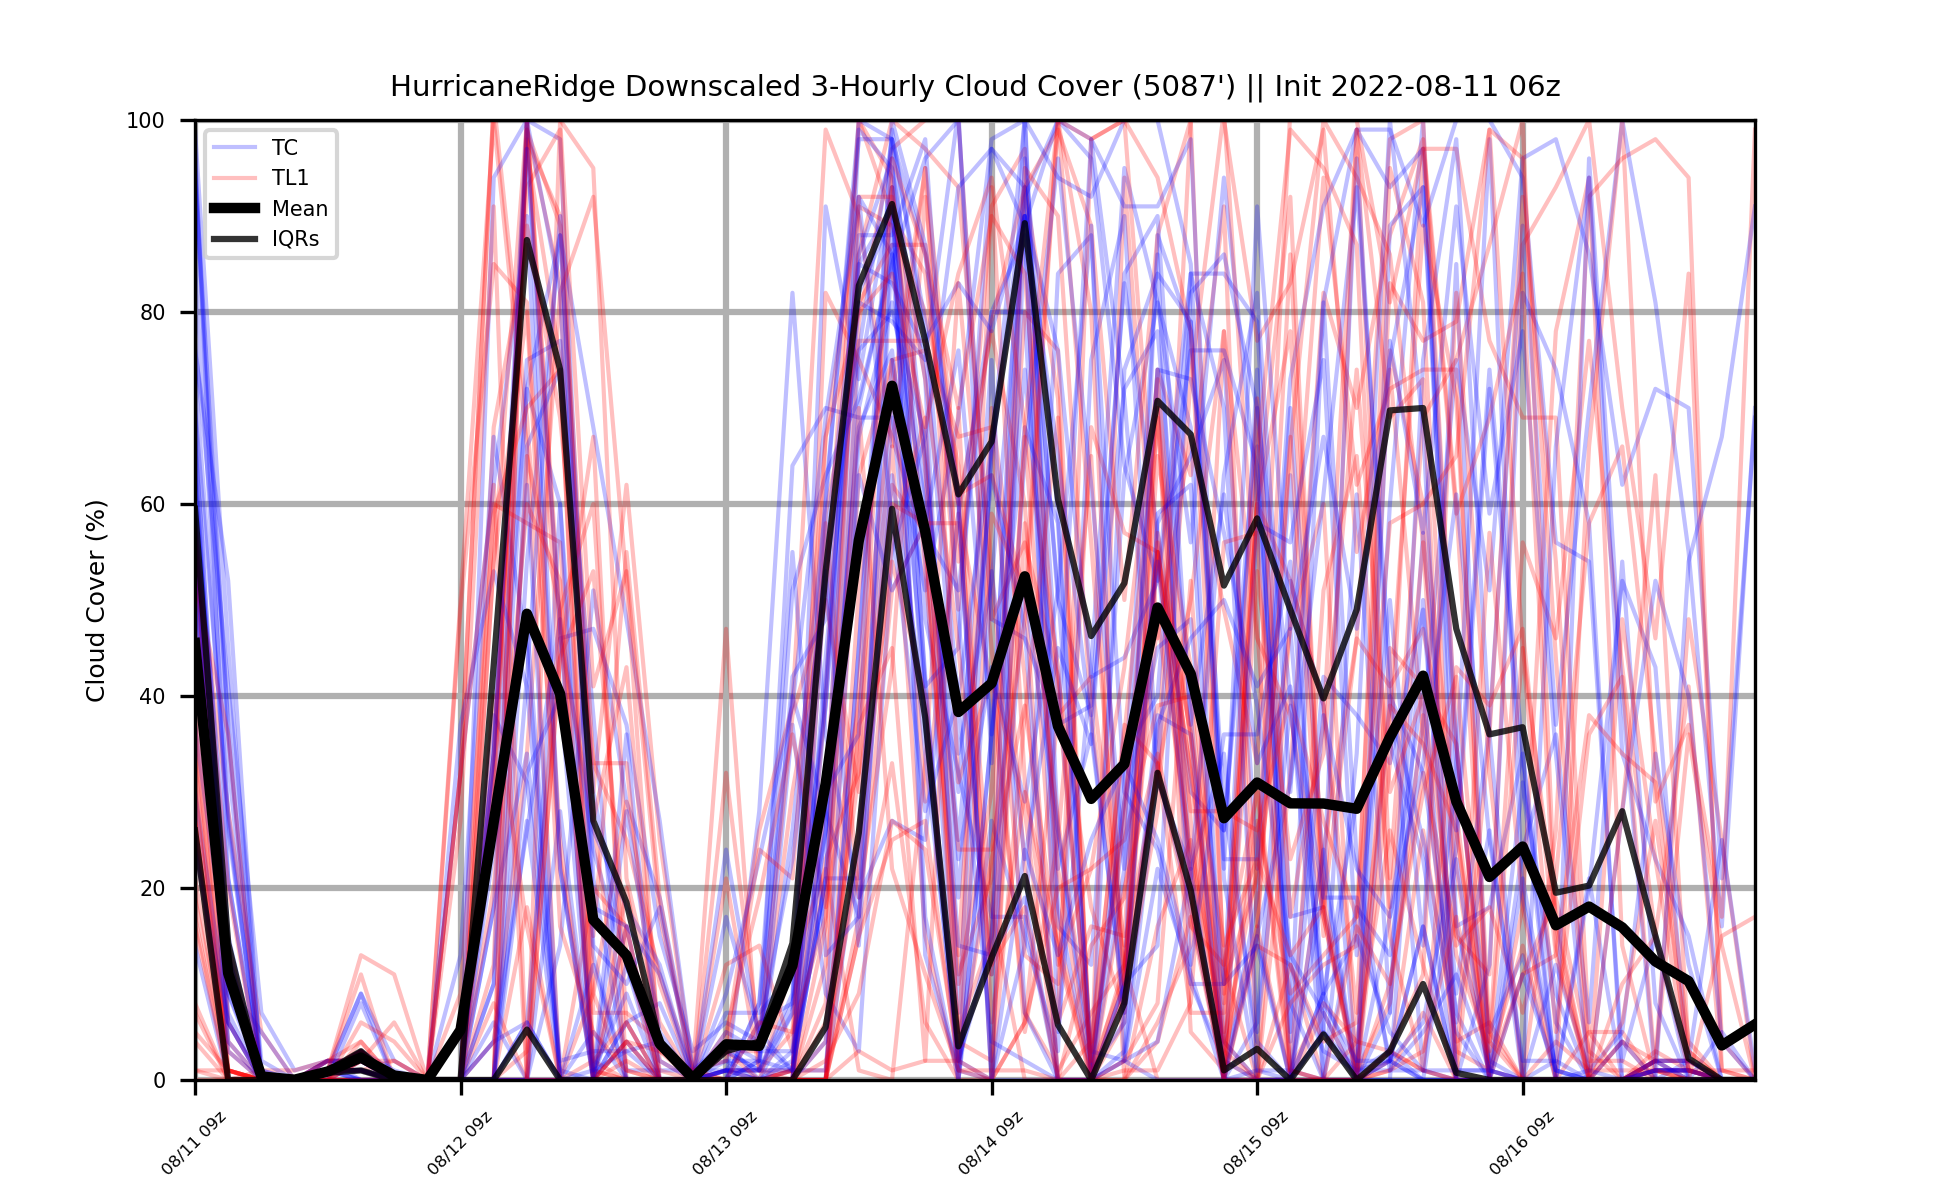 HurricaneRidge Downscaled 3-Hourly Cloud Cover (5087') || Init 2022-08-11 06z
Cloud Cover (%)
100
80
60
40
20
0
TC
TL1
Mean
IQRs
08/11 09z
08/12 09z
08/13 09z
08/14 09z
08/15 09z
08/16 09z